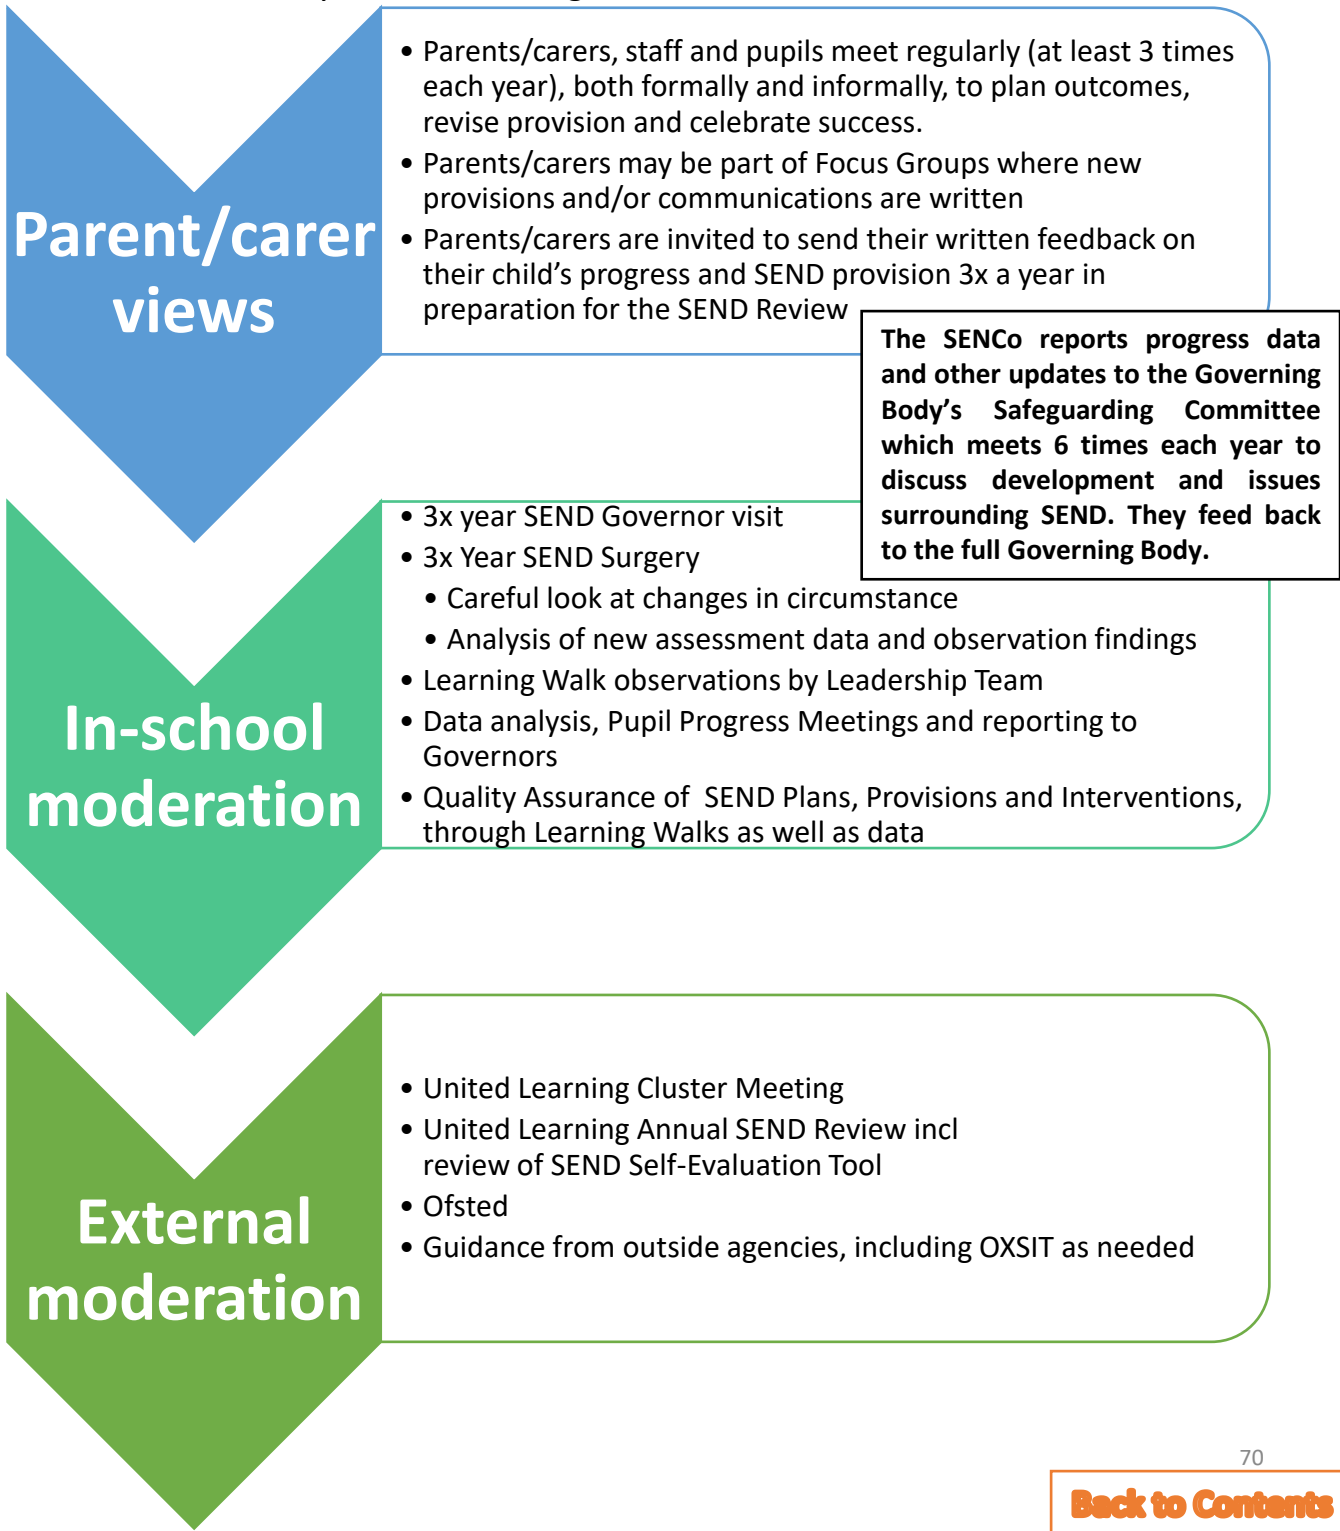 Parent/carer
views
• Parents/carers, staff and pupils meet regularly (at least 3 times
each year), both formally and informally, to plan outcomes,
revise provision and celebrate success.
• Parents/carers may be part of Focus Groups where new
provisions and/or communications are written
• Parents/carers are invited to send their written feedback on
their child's progress and SEND provision 3x a year in
preparation for the SEND Review
The SENCo reports progress data
and other updates to the Governing
Body's Safeguarding Committee
which meets 6 times each year to
discuss development and issues
surrounding SEND. They feed back
to the full Governing Body.
In-school
moderation
• 3x year SEND Governor visit
• 3x Year SEND Surgery
• Careful look at changes in circumstance
• Analysis of new assessment data and observation findings
• Learning Walk observations by Leadership Team
• Data analysis, Pupil Progress Meetings and reporting to
Governors
• Quality Assurance of  SEND Plans, Provisions and Interventions,
through Learning Walks as well as data
External
moderation
• United Learning Cluster Meeting
• United Learning Annual SEND Review incl
review of SEND Self-Evaluation Tool
• Ofsted
• Guidance from outside agencies, including OXSIT as needed
70
Back to Contents